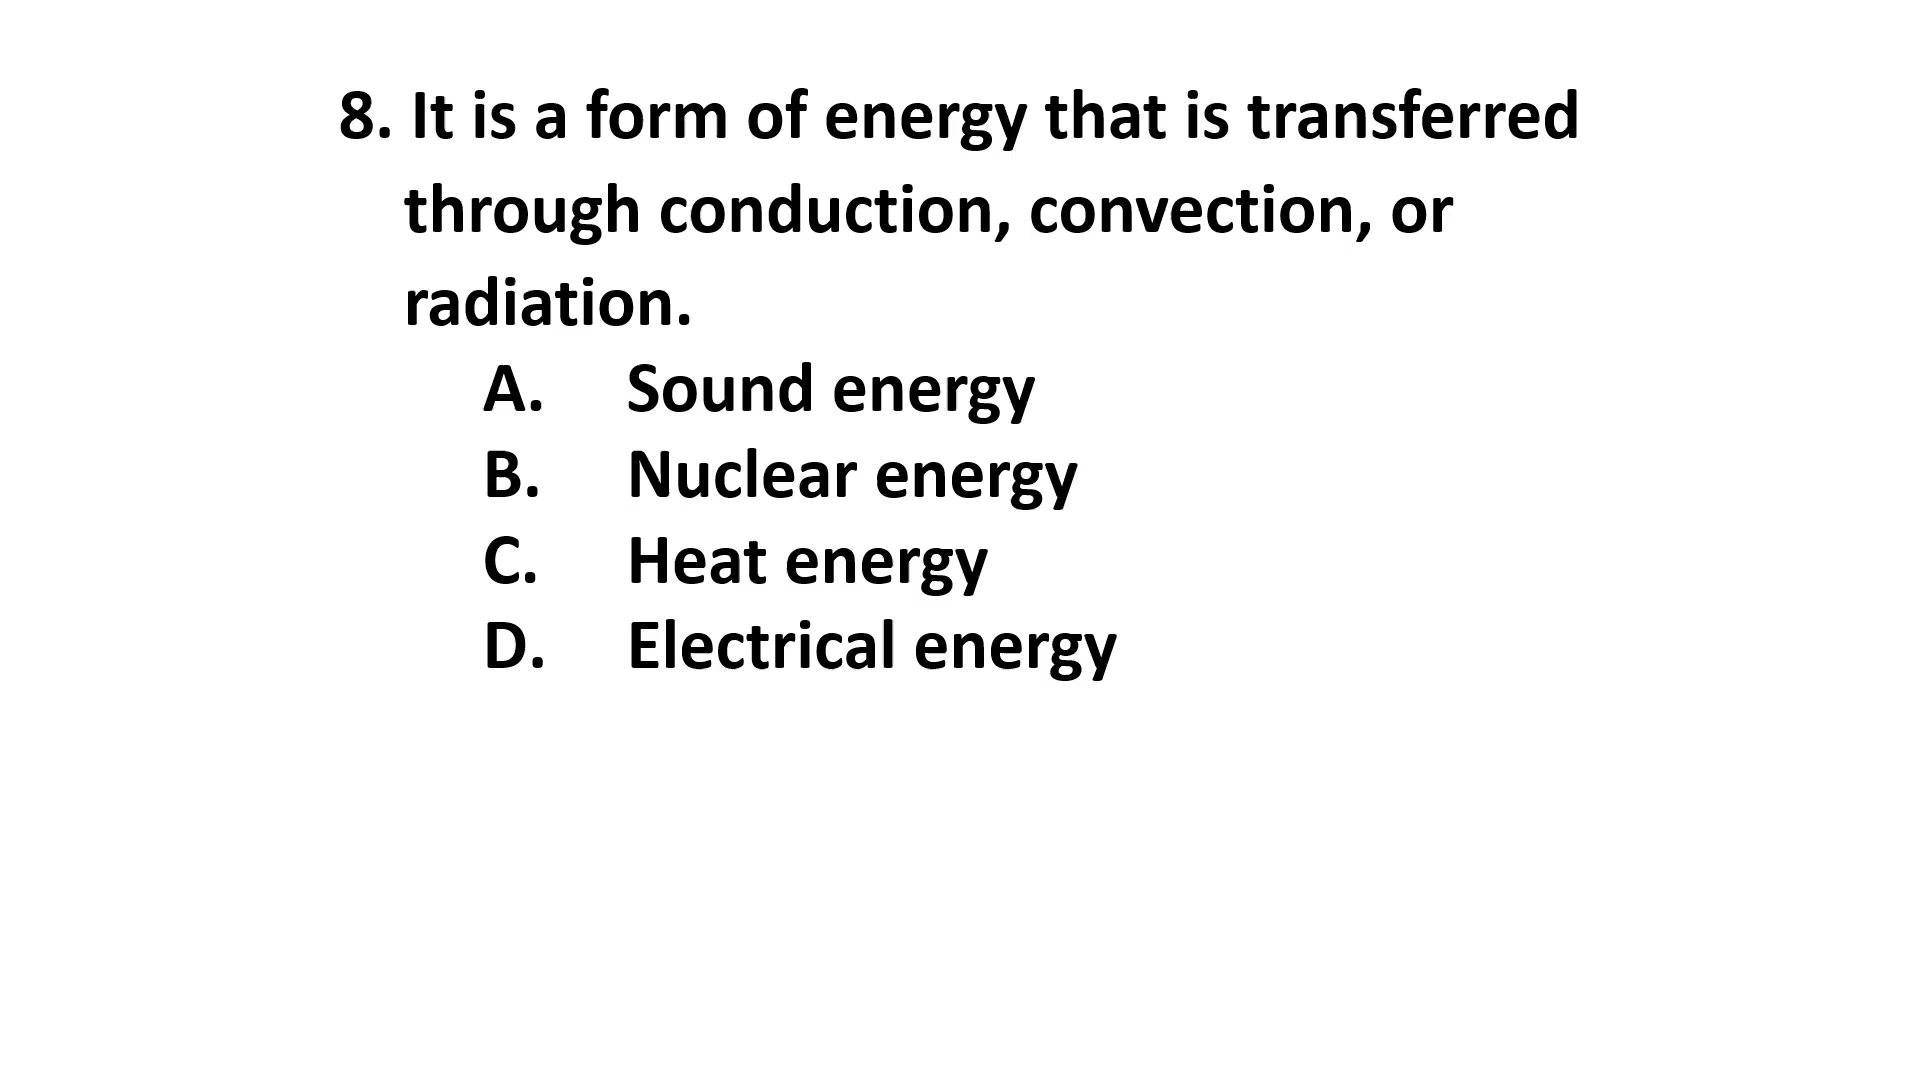 8. It is a form of energy that is transferred
through conduction, convection, or
radiation.
A. Sound energy
B. Nuclear energy
C. Heat energy
D. Electrical energy